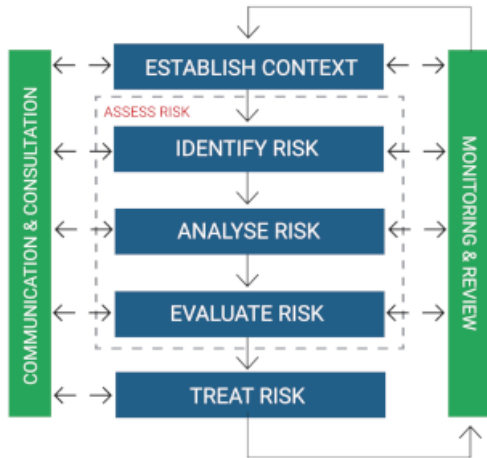 ESTABLISH CONTEXT
ASSESS RISK
IDENTIFY RISK
ANALYSE RISK
EVALUATE RISK
TREAT RISK
COMMUNICATION & CONSULTATION
MONITORING & REVIEW